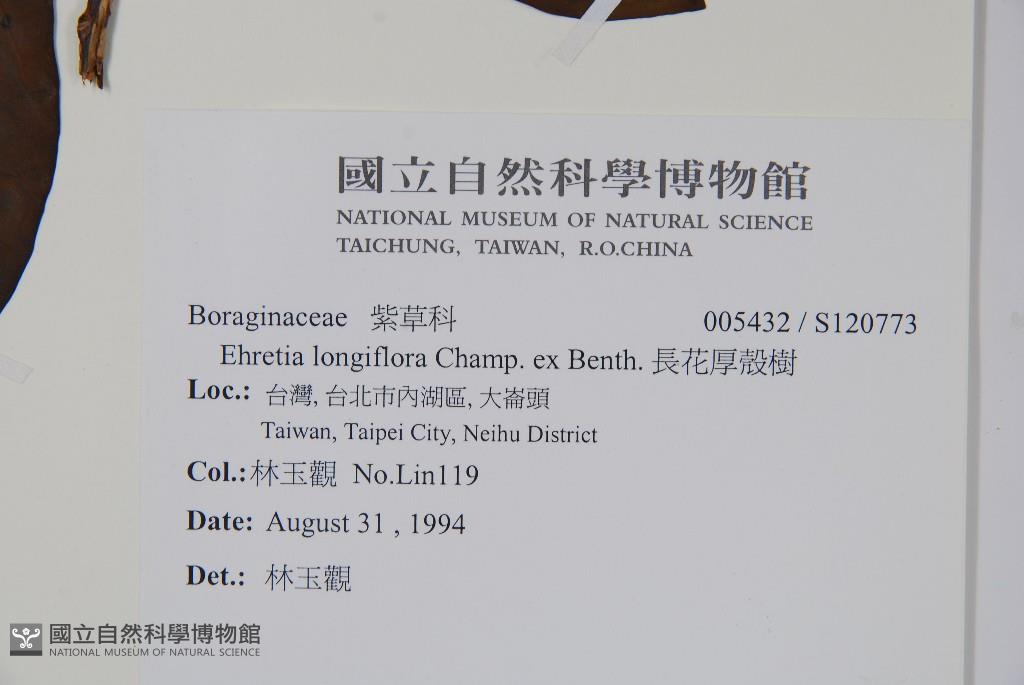 國立自然科學博物館
NATIONAL MUSEUM OF NATURAL SCIENCE
TAICHUNG, TAIWAN, R.O.CHINA
Boraginaceae 紫草科 005432 / S120773
Ehretia longiflora Champ. ex Benth. 長花厚殼樹
Loc.: 台灣, 台北市內湖區, 大崙頭
Taiwan, Taipei City, Neihu District
Col.: 林玉觀 No.Lin119
Date: August 31 , 1994
Det.: 林玉觀
國立自然科學博物館
NATIONAL MUSEUM OF NATURAL SCIENCE